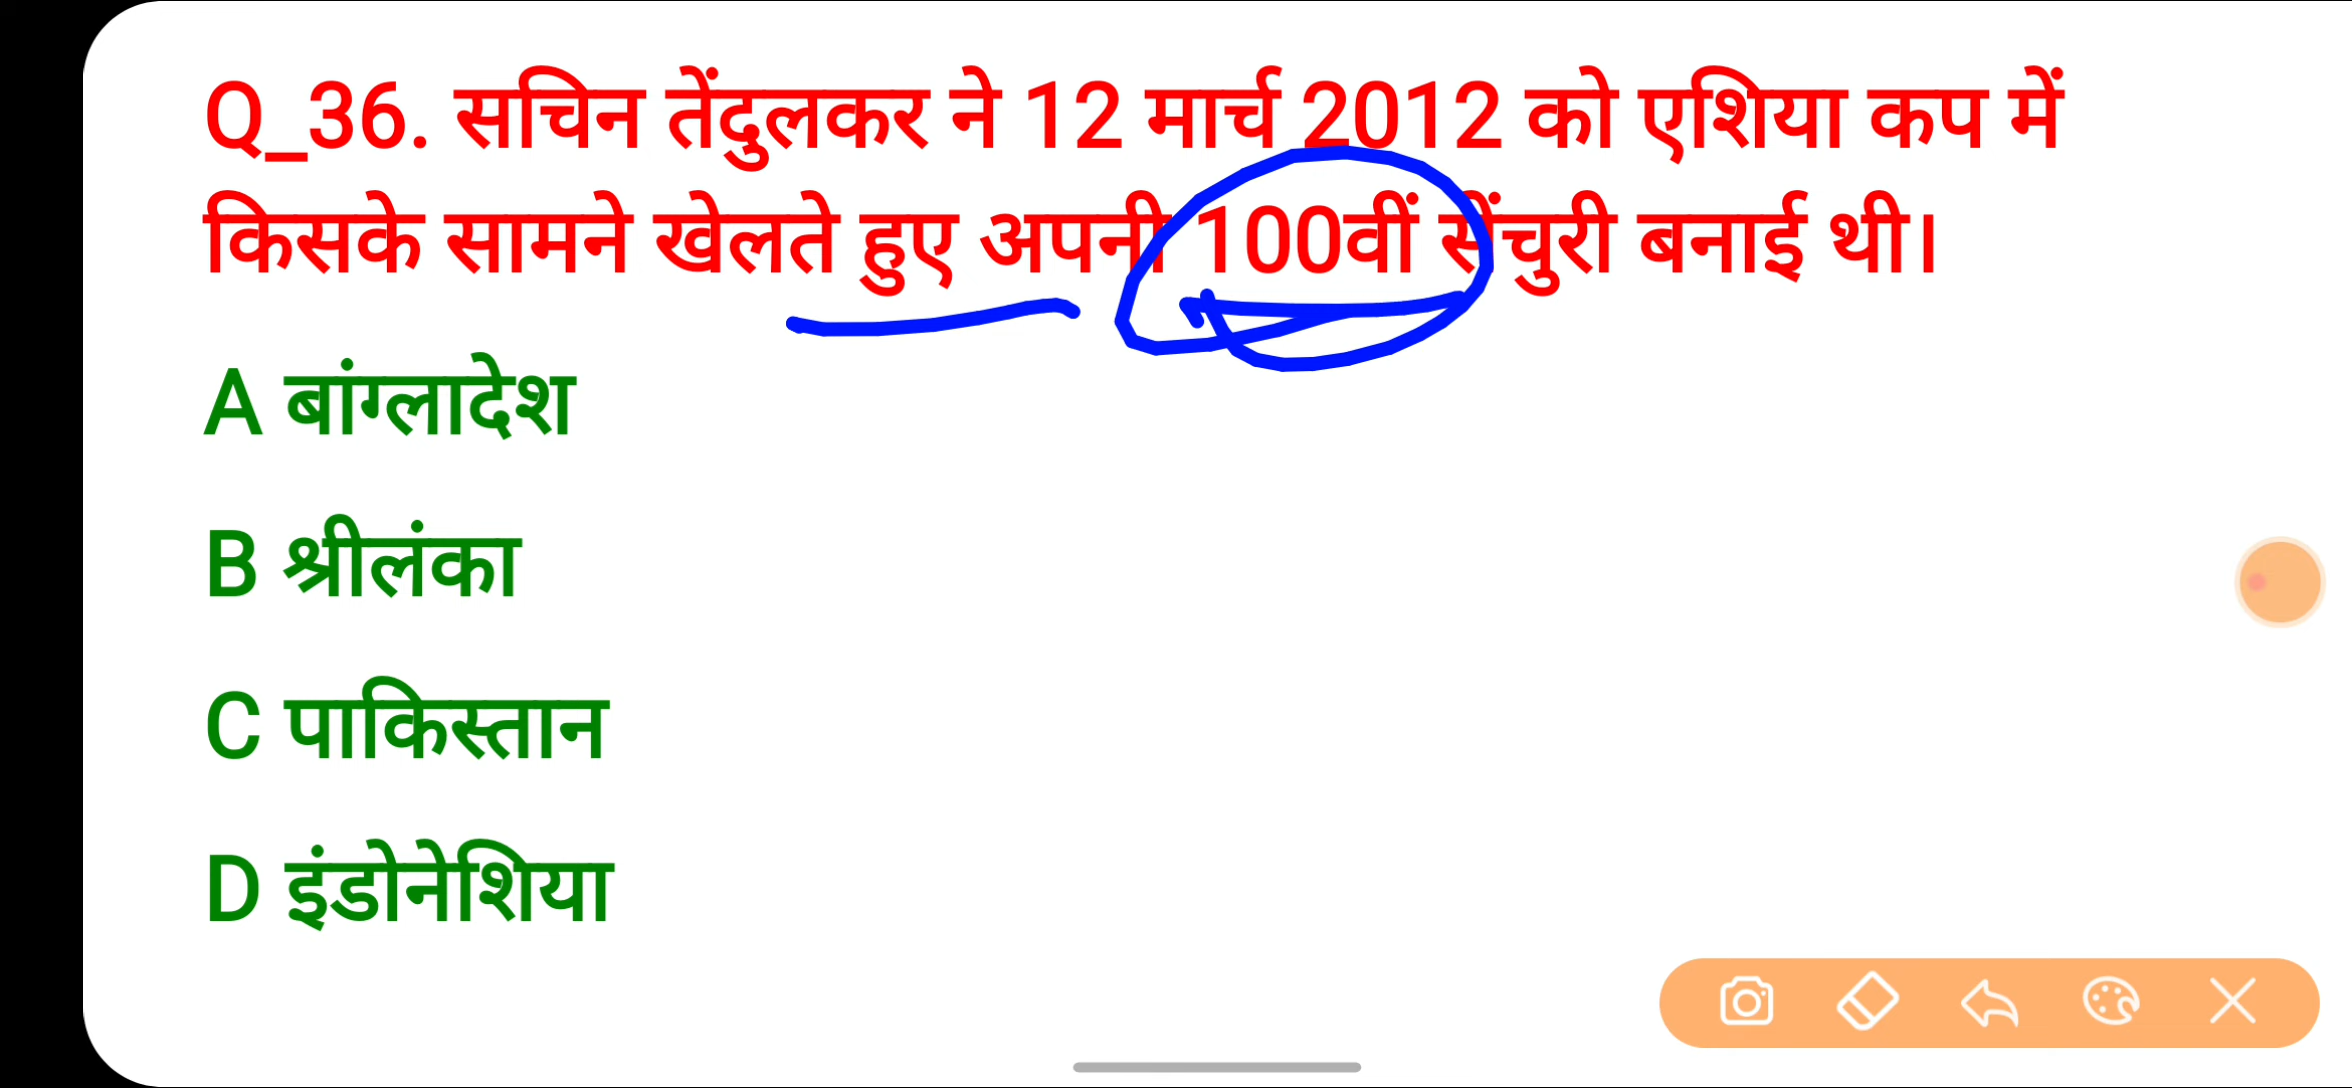 Q_36. सचिन तेंदुलकर ने 12 मार्च 2012 को एशिया कप में
किसके सामने खेलते हुए अपनी 100वीं सेंचुरी बनाई थी।
A बांग्लादेश
B श्रीलंका
C पाकिस्तान
D इंडोनेशिया